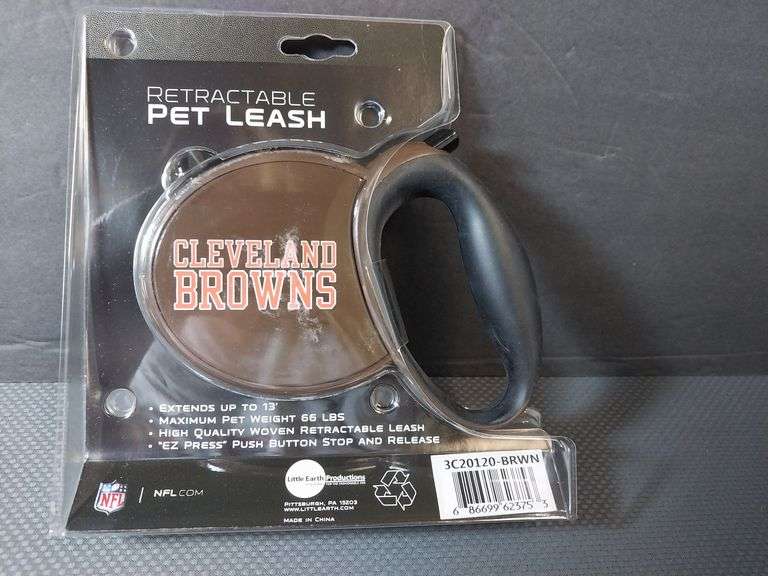 RETRACTABLE
PET LEASH
CLEVELAND
BROWNS
• EXTENDS UP TO 13'
• MAXIMUM PET WEIGHT 66 LBS
• HIGH QUALITY WOVEN RETRACTABLE LEASH
• "EZ PRESS" PUSH BUTTON STOP AND RELEASE
NFL | NFL.COM
Little Earth Productions
PITTSBURGH, PA 15203
WWW.LITTLEARTH.COM
MADE IN CHINA
3C20120-BRWN
6 86699 62575 3